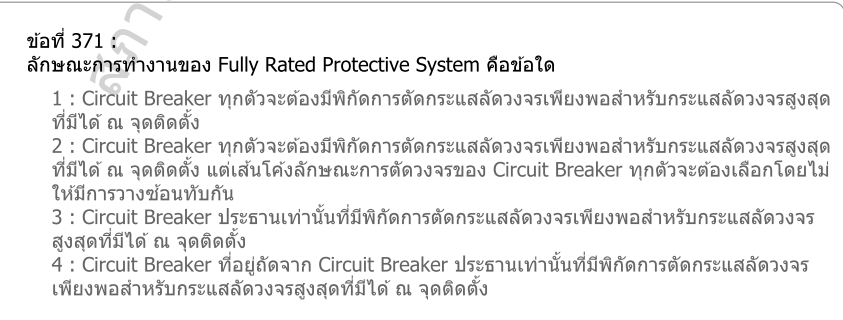 สภา
ข้อที่ 371 :
ลักษณะการทำงานของ Fully Rated Protective System คือข้อใด
1 : Circuit Breaker ทุกตัวจะต้องมีพิกัดการตัดกระแสลัดวงจรเพียงพอสำหรับกระแสลัดวงจรสูงสุด
ที่มีได้ ณ จุดติดตั้ง
2 : Circuit Breaker ทุกตัวจะต้องมีพิกัดการตัดกระแสลัดวงจรเพียงพอสำหรับกระแสลัดวงจรสูงสุด
ที่มีได้ ณ จุดติดตั้ง แต่เส้นโค้งลักษณะการตัดวงจรของ Circuit Breaker ทุกตัวจะต้องเลือกโดยไม่
ให้มีการวางซ้อนทับกัน
3 : Circuit Breaker ประธานเท่านั้นที่มีพิกัดการตัดกระแสลัดวงจรเพียงพอสำหรับกระแสลัดวงจร
สูงสุดที่มีได้ ณ จุดติดตั้ง
4 : Circuit Breaker ที่อยู่ถัดจาก Circuit Breaker ประธานเท่านั้นที่มีพิกัดการตัดกระแสลัดวงจร
เพียงพอสำหรับกระแสลัดวงจรสูงสุดที่มีได้ ณ จุดติดตั้ง